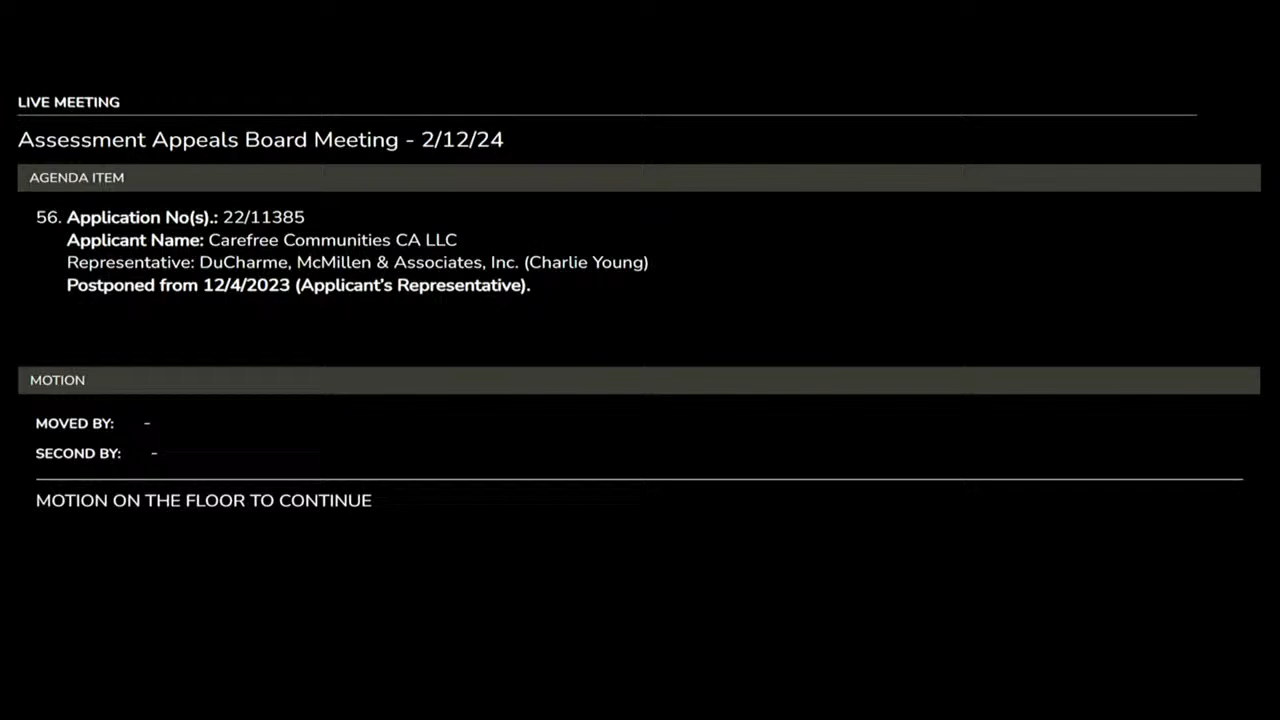 LIVE MEETING
Assessment Appeals Board Meeting - 2/12/24
AGENDA ITEM
56. Application No(s).: 22/11385
Applicant Name: Carefree Communities CA LLC
Representative: DuCharme, McMillen & Associates, Inc. (Charlie Young)
Postponed from 12/4/2023 (Applicant's Representative).
MOTION
MOVED BY: -
SECOND BY: -
MOTION ON THE FLOOR TO CONTINUE